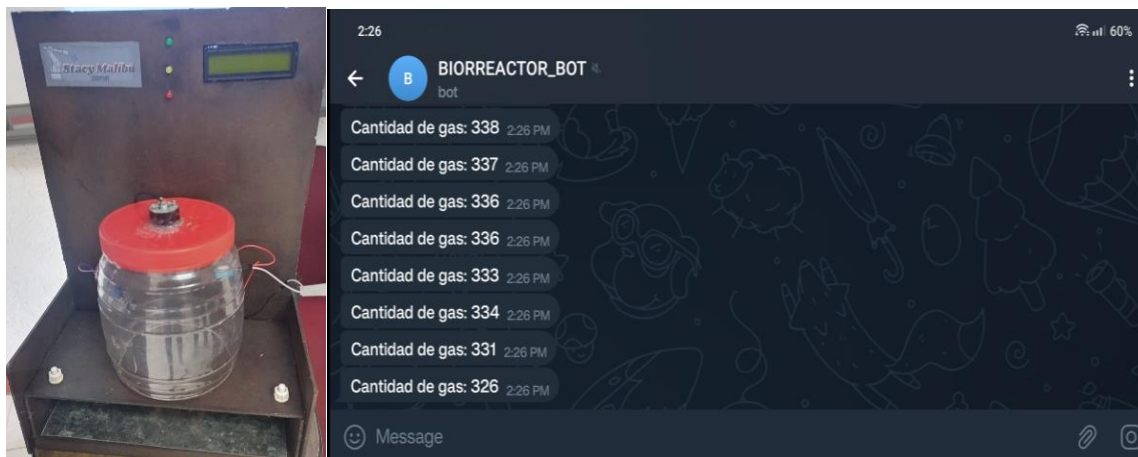 Stacy Malibu
2:26
60%
BIORREACTOR_BOT
B
bot
Cantidad de gas: 338 2:26 PM
Cantidad de gas: 337 2:26 PM
Cantidad de gas: 336 2:26 PM
Cantidad de gas: 336 2:26 PM
Cantidad de gas: 333 2:26 PM
Cantidad de gas: 334 2:26 PM
Cantidad de gas: 331 2:26 PM
Cantidad de gas: 326 2:26 PM
Message